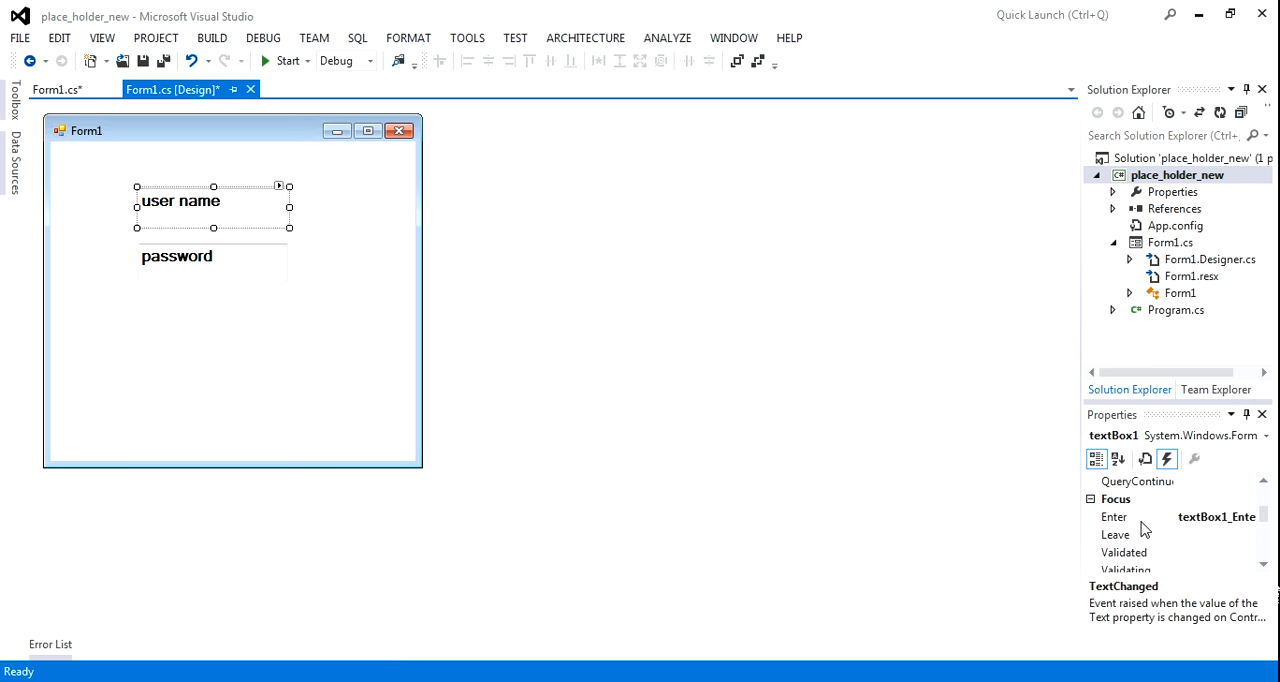 place_holder_new - Microsoft Visual Studio
Quick Launch (Ctrl+Q)
FILE EDIT VIEW PROJECT BUILD DEBUG TEAM SQL FORMAT TOOLS TEST ARCHITECTURE ANALYZE WINDOW HELP
Start Debug
Toolbox
Data Sources
Form1.cs*
Form1.cs [Design]*
Form1
user name
password
Solution Explorer
Search Solution Explorer (Ctrl+;
Solution 'place_holder_new' (1 p
place_holder_new
Properties
References
App.config
Form1.cs
Form1.Designer.cs
Form1.resx
Form1
Program.cs
Solution Explorer Team Explorer
Properties
textBox1 System.Windows.Form
QueryContinu
Focus
Enter textBox1_Ente
Leave
Validated
Validating
TextChanged
Event raised when the value of the
Text property is changed on Contr...
Error List
Ready